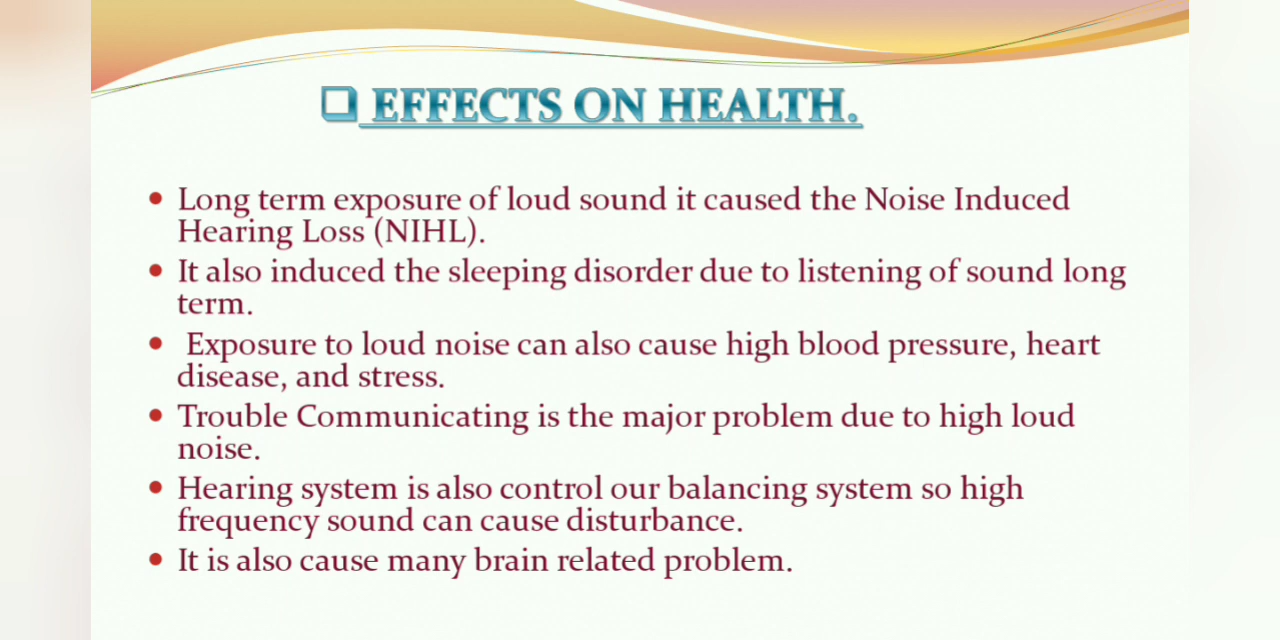 EFFECTS ON HEALTH.
Long term exposure of loud sound it caused the Noise Induced
Hearing Loss (NIHL).
It also induced the sleeping disorder due to listening of sound long
term.
Exposure to loud noise can also cause high blood pressure, heart
disease, and stress.
Trouble Communicating is the major problem due to high loud
noise.
Hearing system is also control our balancing system so high
frequency sound can cause disturbance.
It is also cause many brain related problem.